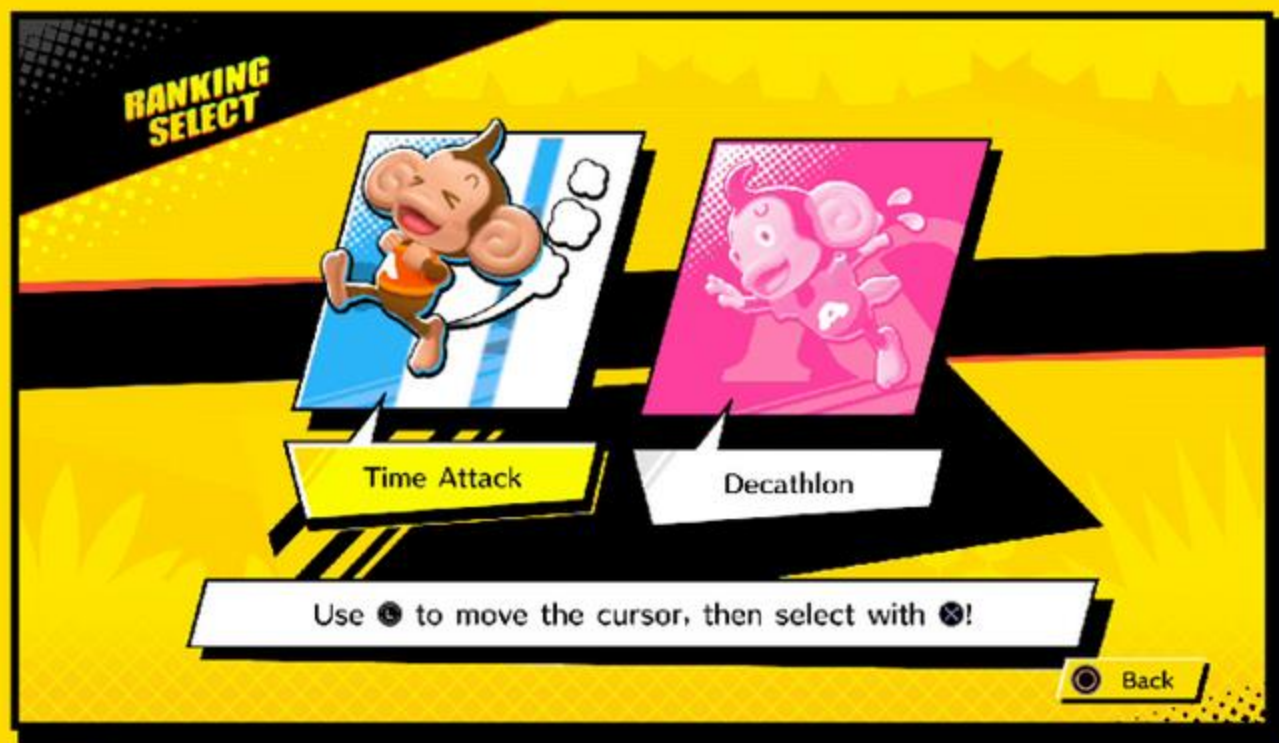 RANKING
SELECT
Time Attack
Decathlon
Use L to move the cursor, then select with ⊗!
Back